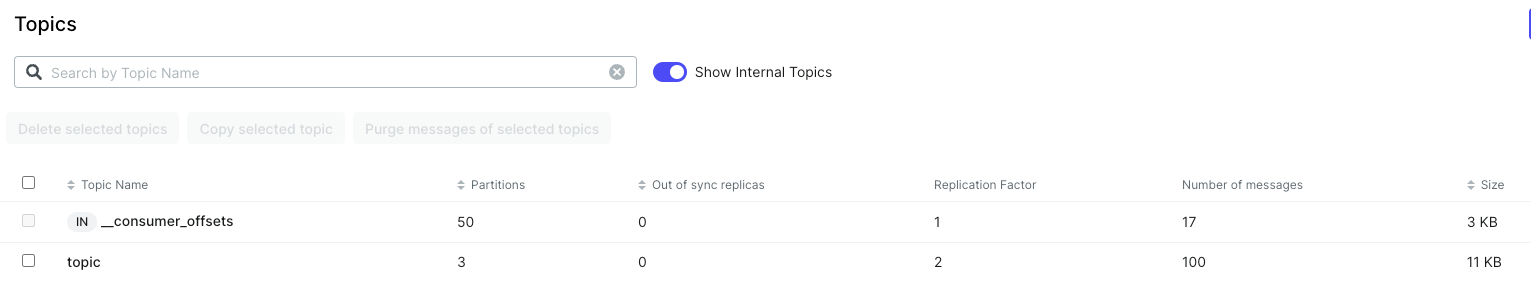 Topics
Search by Topic Name
Show Internal Topics
Delete selected topics Copy selected topic Purge messages of selected topics
Topic Name Partitions Out of sync replicas Replication Factor Number of messages Size
IN __consumer_offsets 50 0 1 17 3 KB
topic 3 0 2 100 11 KB